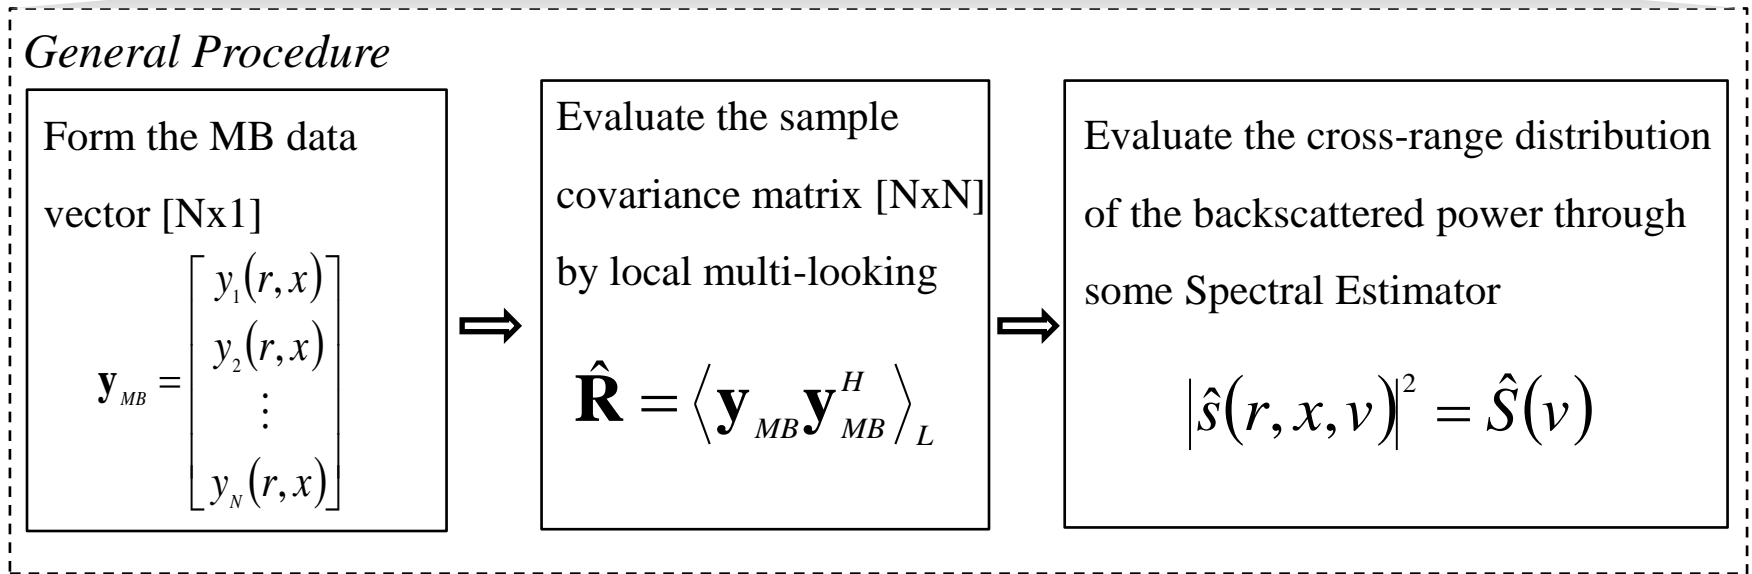 General Procedure
Form the MB data
vector [Nx1]
y_MB = [ y_1(r, x)
y_2(r, x)
⋮
y_N(r, x) ]
Evaluate the sample
covariance matrix [NxN]
by local multi-looking
R̂ = ⟨y_MB y_MB^H⟩_L
Evaluate the cross-range distribution
of the backscattered power through
some Spectral Estimator
|ŝ(r, x, v)|² = Ŝ(v)